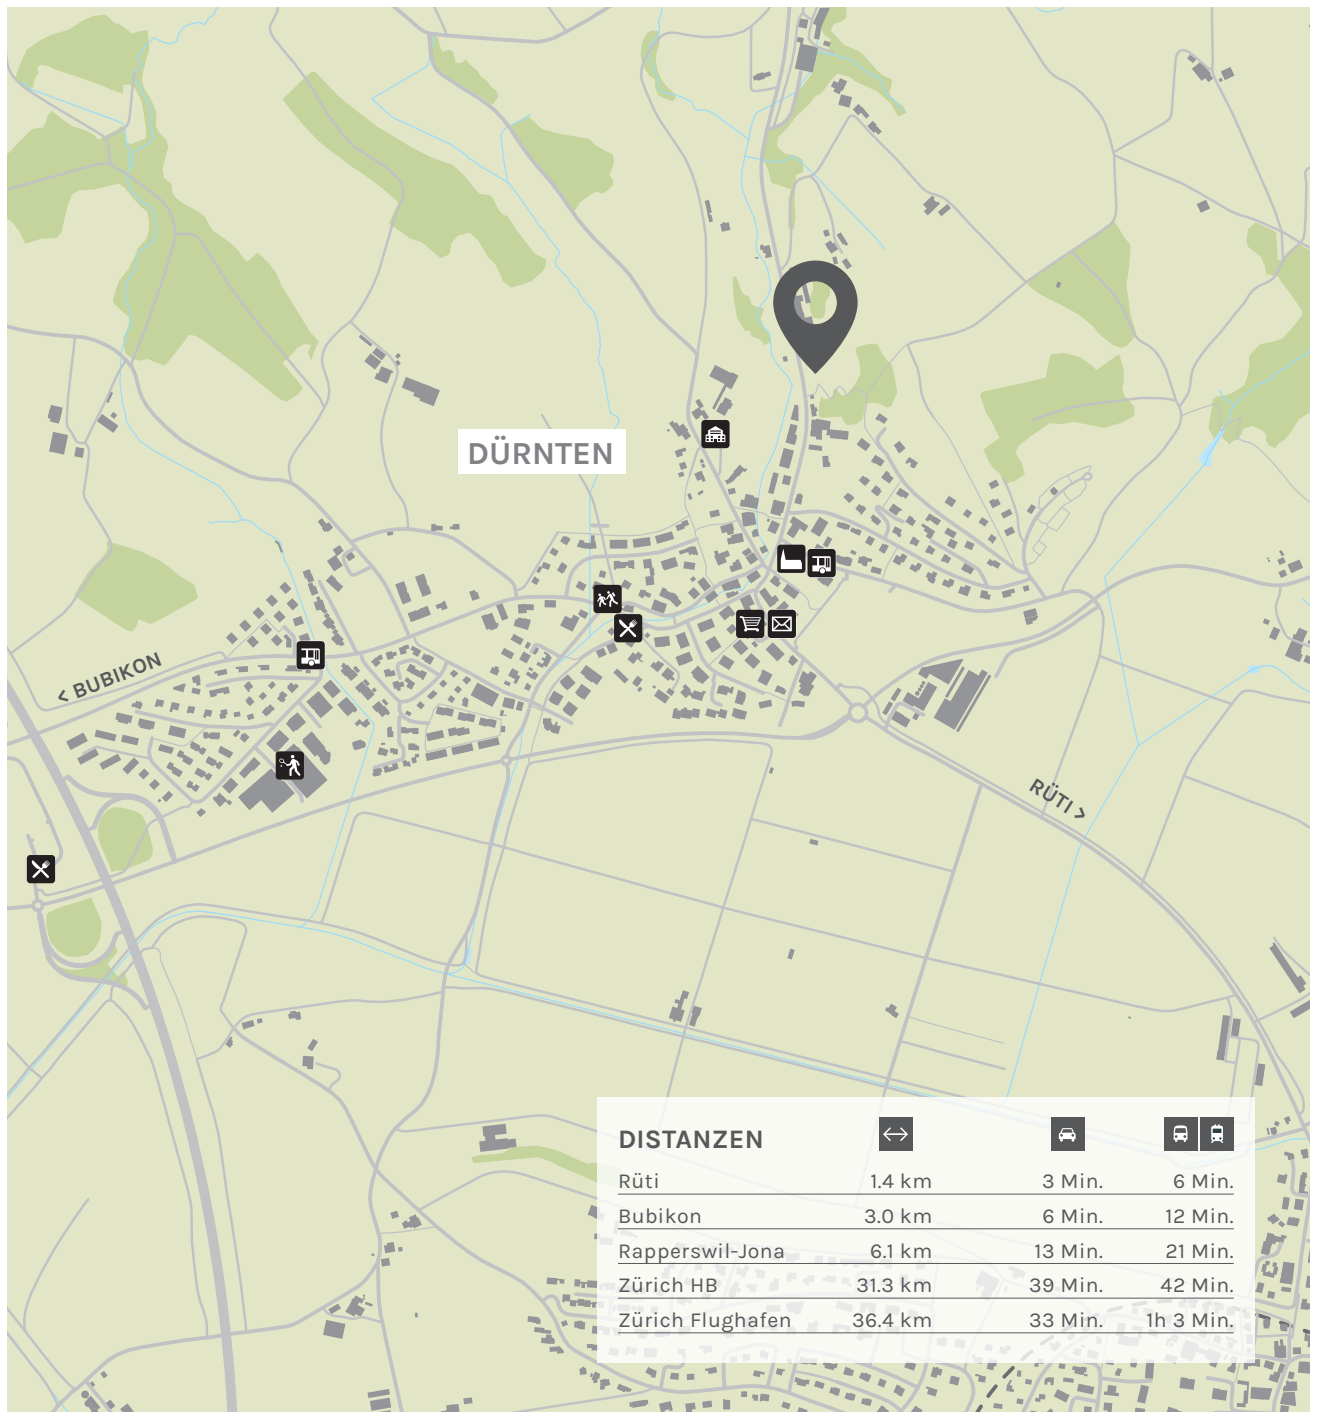 DÜRNTEN
< BUBIKON
RÜTI >
DISTANZEN
Rüti 1.4 km 3 Min. 6 Min.
Bubikon 3.0 km 6 Min. 12 Min.
Rapperswil-Jona 6.1 km 13 Min. 21 Min.
Zürich HB 31.3 km 39 Min. 42 Min.
Zürich Flughafen 36.4 km 33 Min. 1h 3 Min.